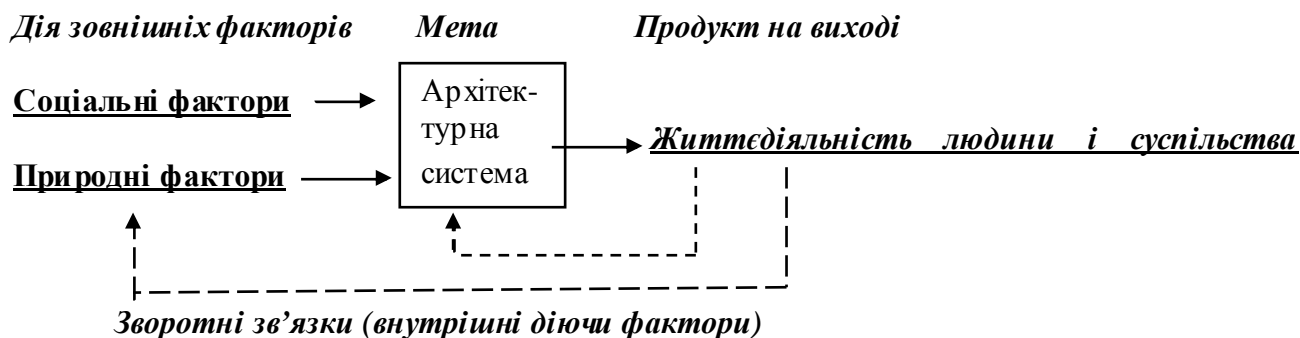 Дія зовнішніх факторів Мета Продукт на виході
Соціальні фактори
Архітек-
турна
система
Життєдіяльність людини і суспільства
Природні фактори
Зворотні зв’язки (внутрішні діючи фактори)